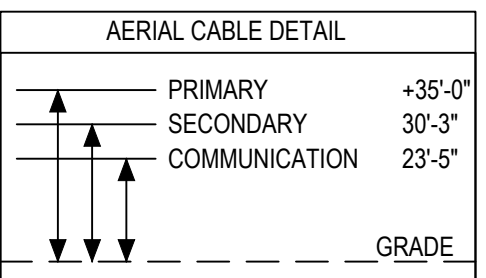 AERIAL CABLE DETAIL
PRIMARY +35'-0"
SECONDARY 30'-3"
COMMUNICATION 23'-5"
GRADE